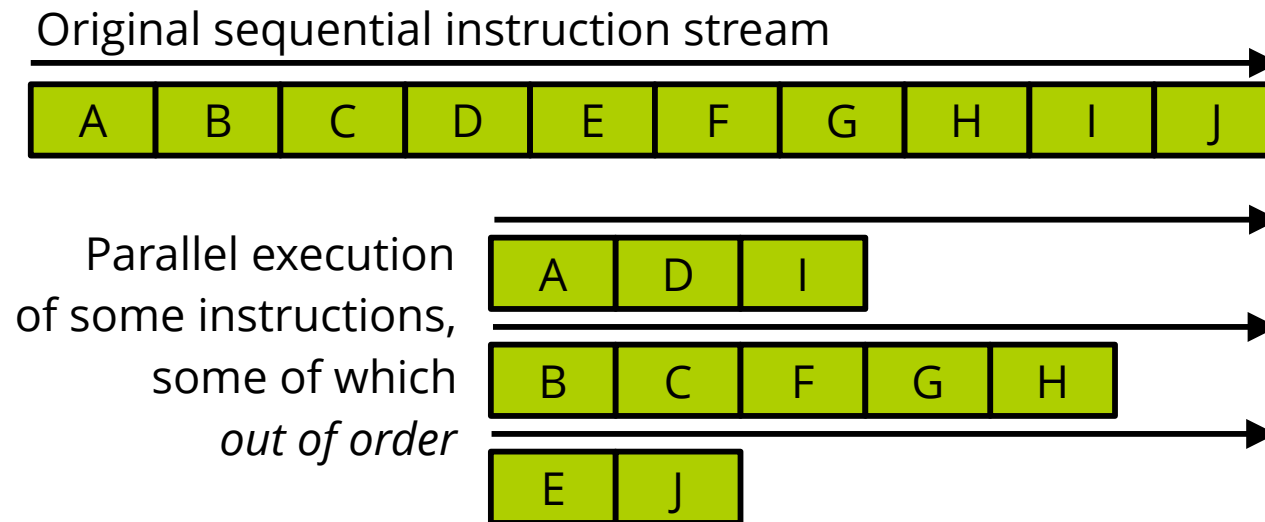 Original sequential instruction stream
A B C D E F G H I J
Parallel execution
of some instructions,
some of which
out of order
A D I
B C F G H
E J